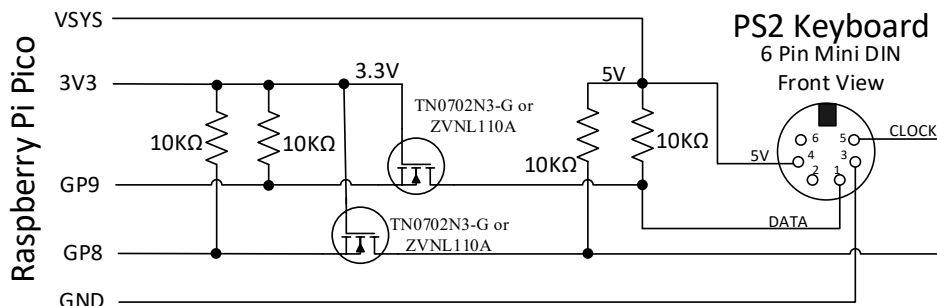 Raspberry Pi Pico
VSYS
3V3
GP9
GP8
GND
3.3V
10KΩ
10KΩ
TN0702N3-G or
ZVNL110A
TN0702N3-G or
ZVNL110A
5V
10KΩ
10KΩ
PS2 Keyboard
6 Pin Mini DIN
Front View
6
5
4
3
2
1
5V
CLOCK
DATA